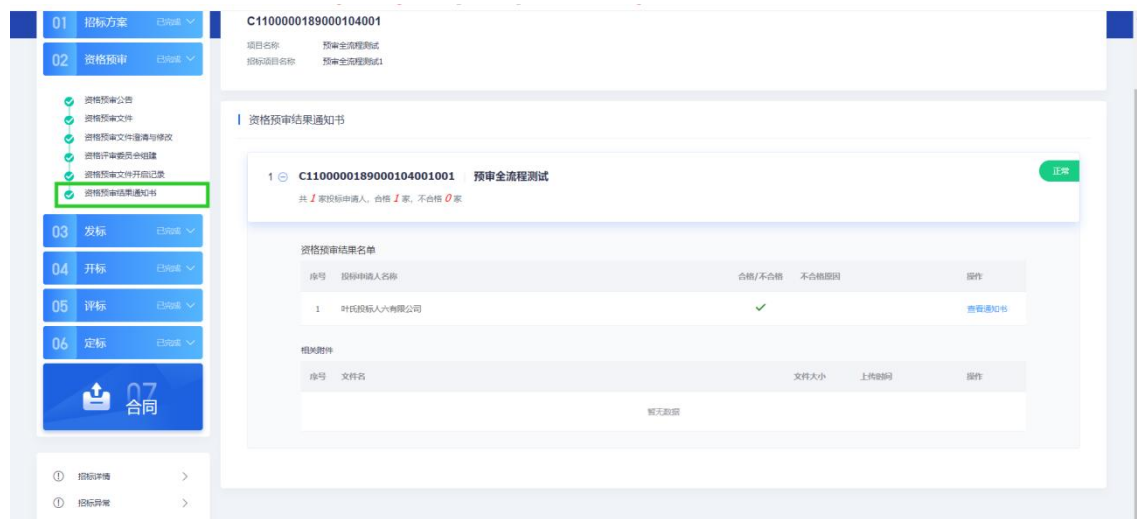 01 招标方案 已完成
02 资格预审 已完成
资格预审公告
资格预审文件
资格预审文件澄清与修改
资格评审委员会组建
资格预审文件开启记录
资格预审结果通知书
03 发标 已完成
04 开标 已完成
05 评标 已完成
06 定标 已完成
07
合同
招标详情
招标异常
C1100000189000104001
项目名称 预审全流程测试
招标项目名称 预审全流程测试1
资格预审结果通知书
1 C1100000189000104001001 预审全流程测试 正常
共 1 家投标申请人, 合格 1 家, 不合格 0 家
资格预审结果名单
序号 投标申请人名称 合格/不合格 不合格原因 操作
1 叶氏投标人六有限公司 查看通知书
相关附件
序号 文件名 文件大小 上传时间 操作
暂无数据